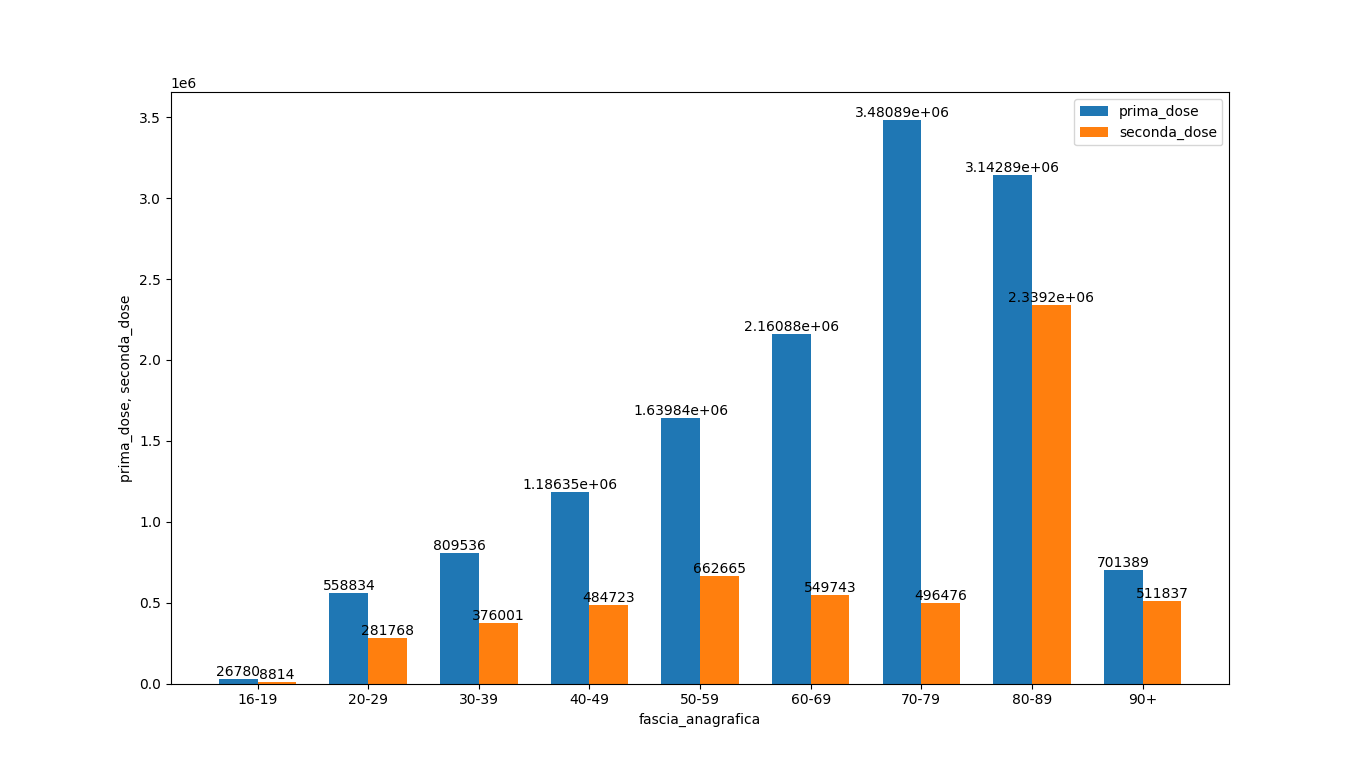 1e6
3.5
3.0
2.5
2.0
1.5
1.0
0.5
0.0
prima_dose, seconda_dose
prima_dose
seconda_dose
3.48089e+06
3.14289e+06
2.3392e+06
2.16088e+06
1.63984e+06
1.18635e+06
809536
701389
558834
662665
549743
511837
484723
496476
376001
281768
26780
8814
16-19 20-29 30-39 40-49 50-59 60-69 70-79 80-89 90+
fascia_anagrafica